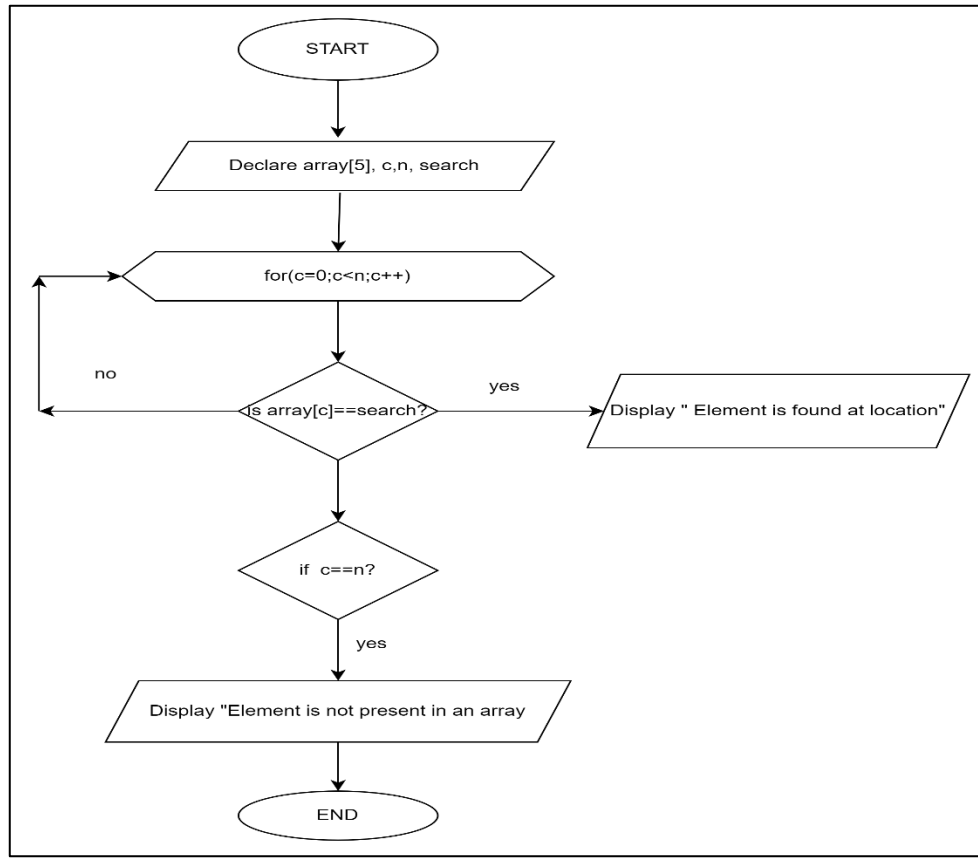 START
Declare array[5], c,n, search
for(c=0;c<n;c++)
no
is array[c]==search?
yes
Display " Element is found at location"
if c==n?
yes
Display "Element is not present in an array
END